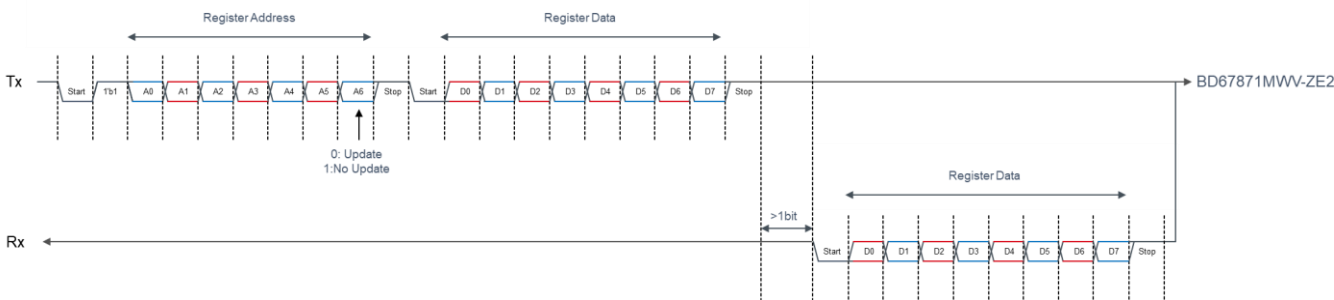 Register Address
Register Data
Tx
Start 1'b1 A0 A1 A2 A3 A4 A5 A6 Stop Start D0 D1 D2 D3 D4 D5 D6 D7 Stop
BD67871MWV-ZE2
0: Update
1:No Update
Register Data
>1bit
Rx
Start D0 D1 D2 D3 D4 D5 D6 D7 Stop